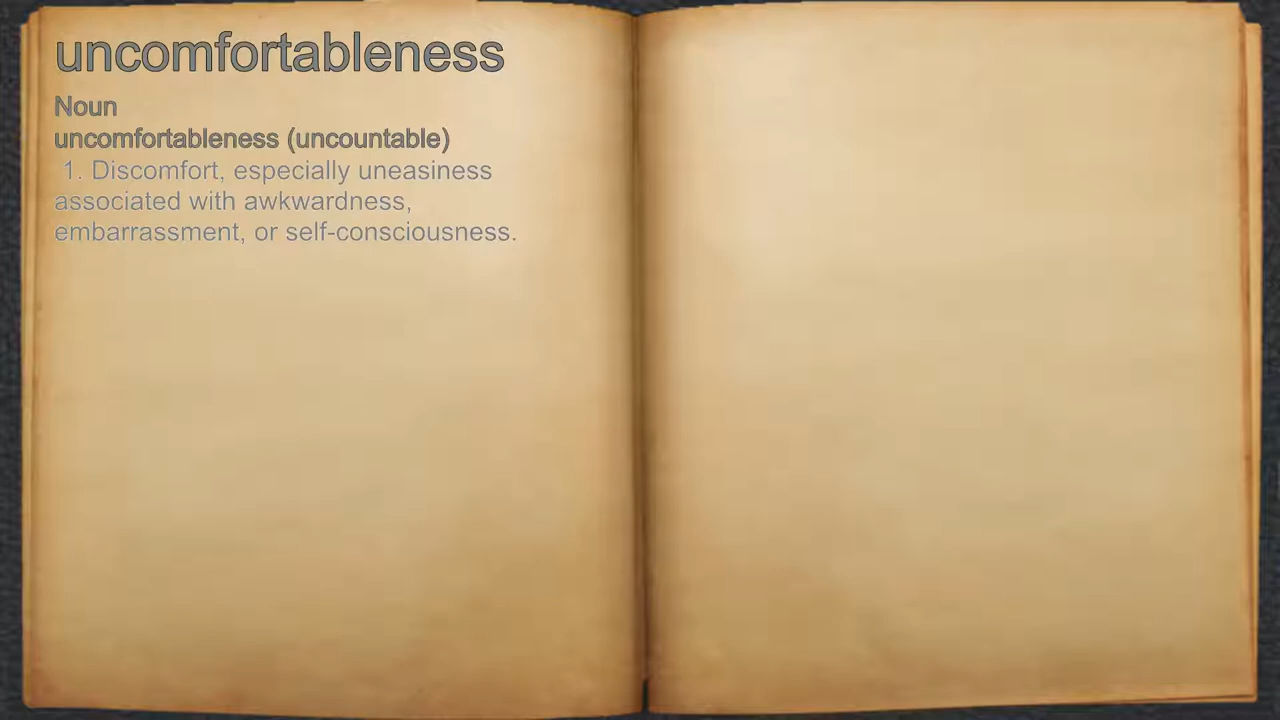 uncomfortableness
Noun
uncomfortableness (uncountable)
1. Discomfort, especially uneasiness
associated with awkwardness,
embarrassment, or self-consciousness.